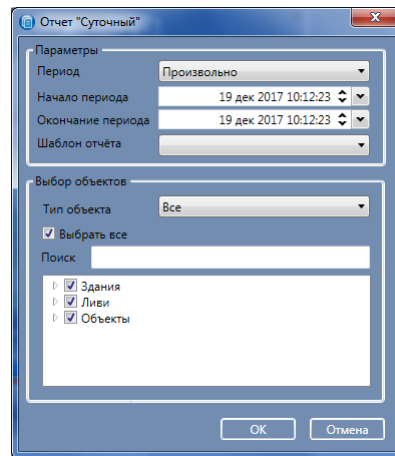 Отчет "Суточный"
Параметры
Период Произвольно
Начало периода 19 дек 2017 10:12:23
Окончание периода 19 дек 2017 10:12:23
Шаблон отчёта
Выбор объектов
Тип объекта Все
Выбрать все
Поиск
Здания
Ливи
Объекты
ОК Отмена